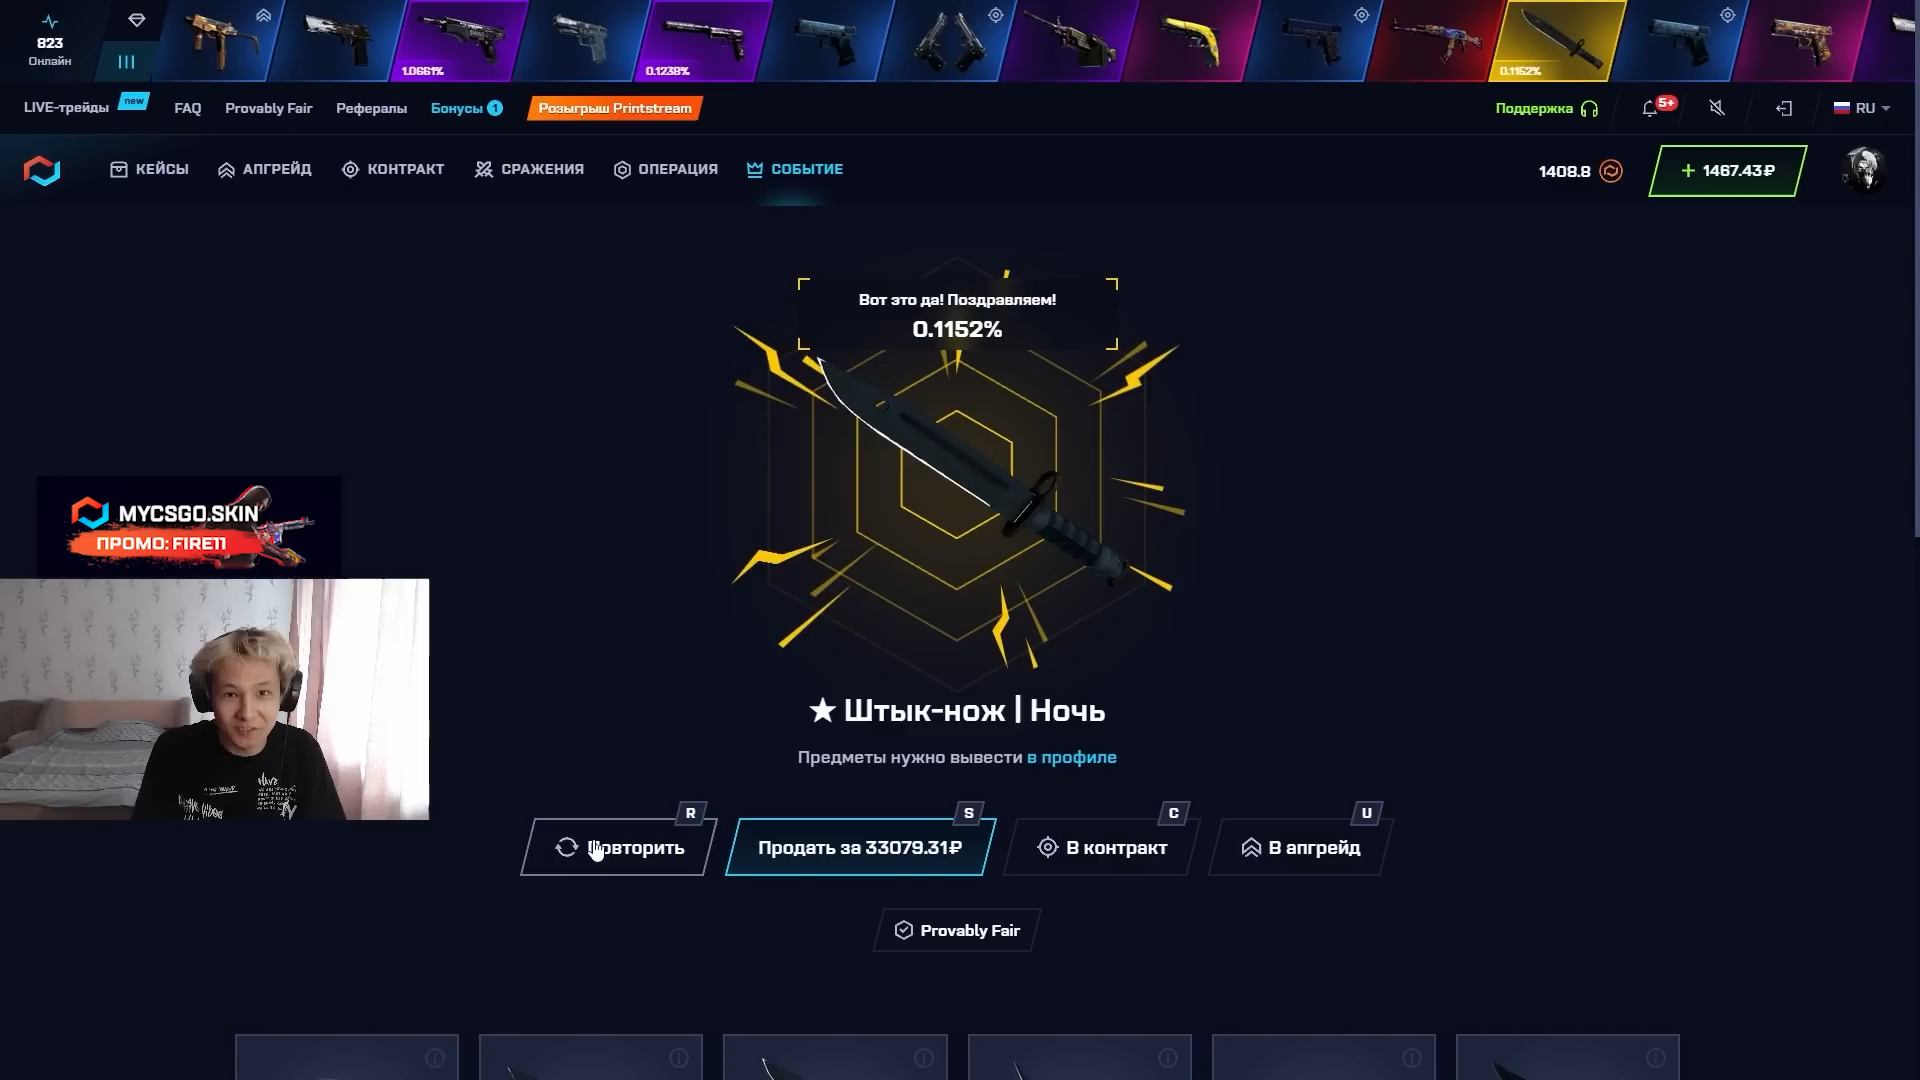 823
Онлайн
1.0661%
0.1238%
0.1152%
LIVE-трейды
new
FAQ
Provably Fair
Рефералы
Бонусы 1
Розыгрыш Printstream
Поддержка
5+
RU
КЕЙСЫ
АПГРЕЙД
КОНТРАКТ
СРАЖЕНИЯ
ОПЕРАЦИЯ
СОБЫТИЕ
1408.8
+ 1467.43₽
Вот это да! Поздравляем!
0.1152%
MYCSGO.SKIN
ПРОМО: FIRE11
★ Штык-нож | Ночь
Предметы нужно вывести в профиле
R
S
C
U
Повторить
Продать за 33079.31₽
В контракт
В апгрейд
Provably Fair